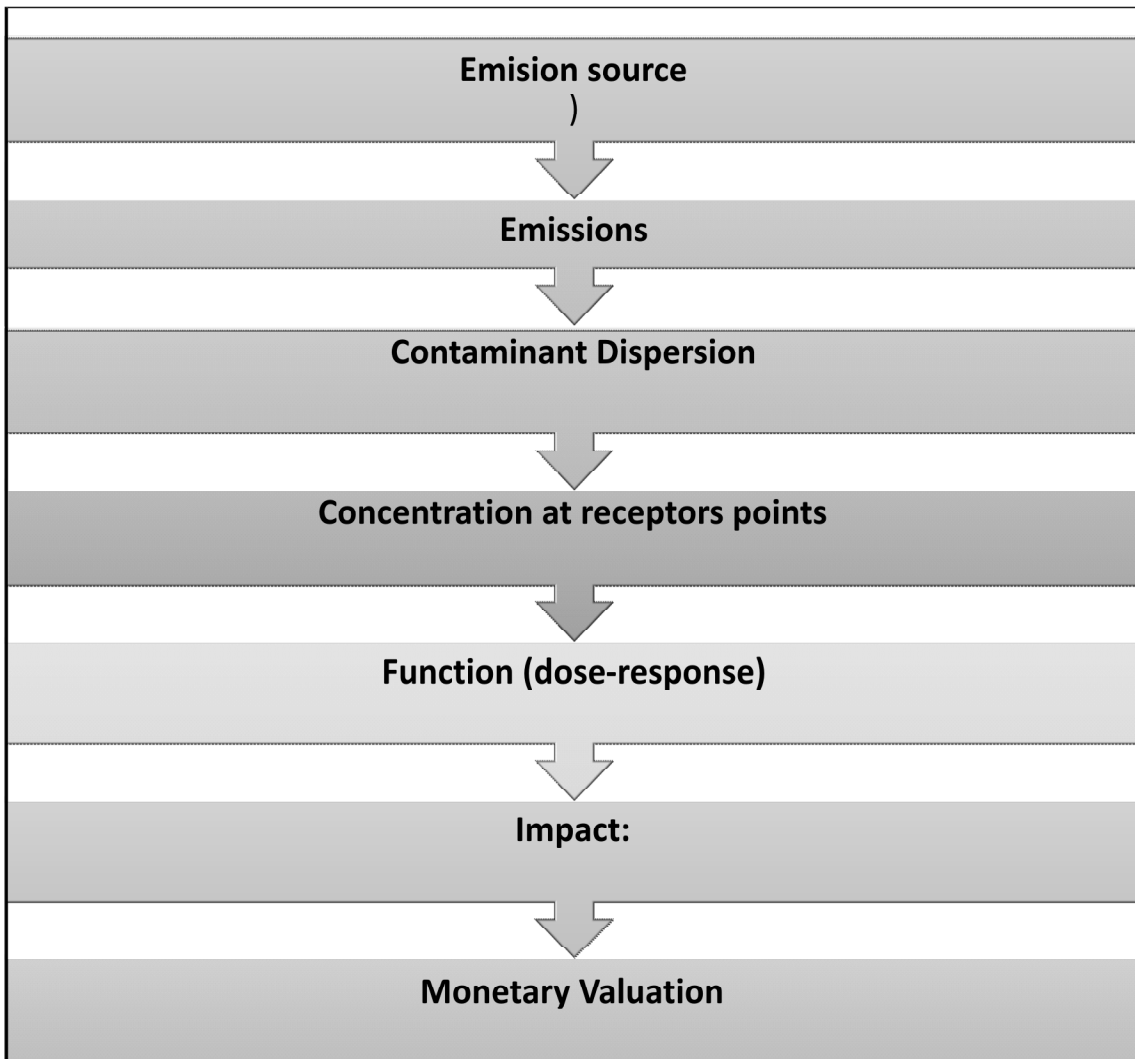 Emision source
)
Emissions
Contaminant Dispersion
Concentration at receptors points
Function (dose-response)
Impact:
Monetary Valuation